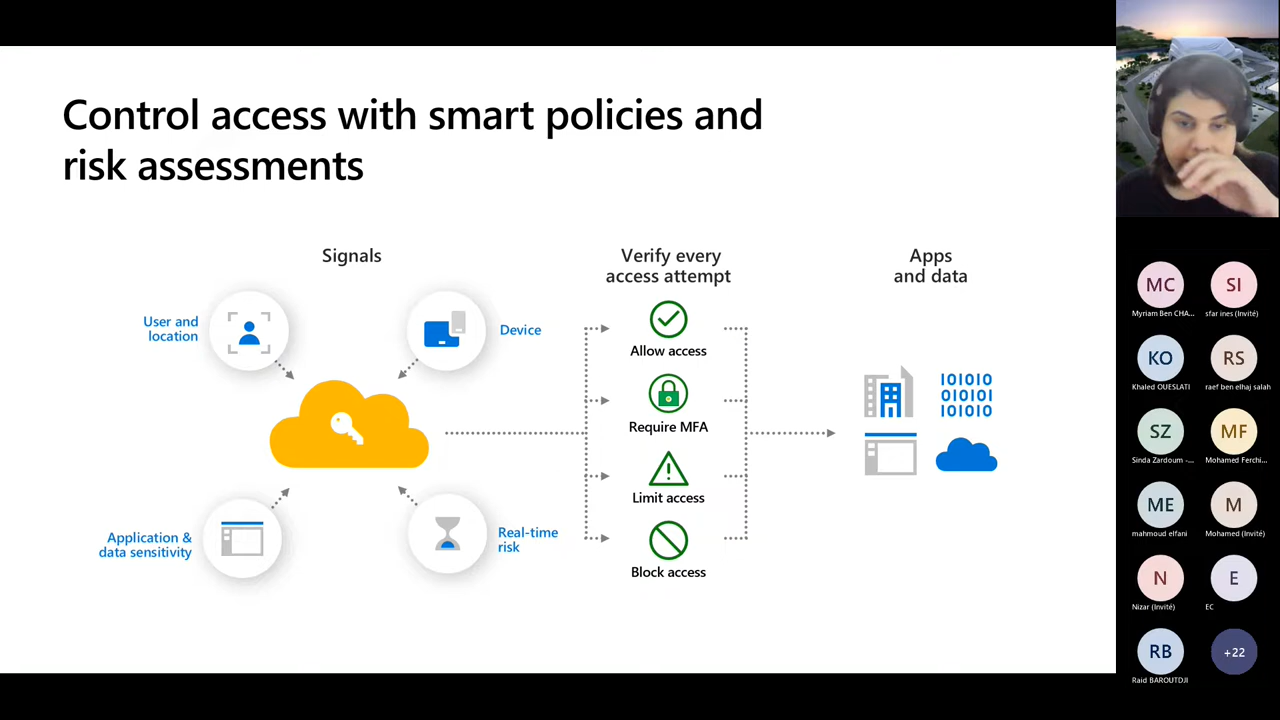 Control access with smart policies and
risk assessments
Signals
Verify every
access attempt
Apps
and data
User and
location
Device
Application &
data sensitivity
Real-time
risk
Allow access
Require MFA
Limit access
Block access
101010
010101
101010
MC
Myriam Ben CHA...
SI
sfar ines (Invité)
KO
Khaled OUESLATI
RS
raef ben elhaj salah
SZ
Sinda Zardoum -...
MF
Mohamed Ferchi...
ME
mahmoud elfani
M
Mohamed (Invité)
N
Nizar (Invité)
E
EC
RB
Raid BAROUTDJI
+22